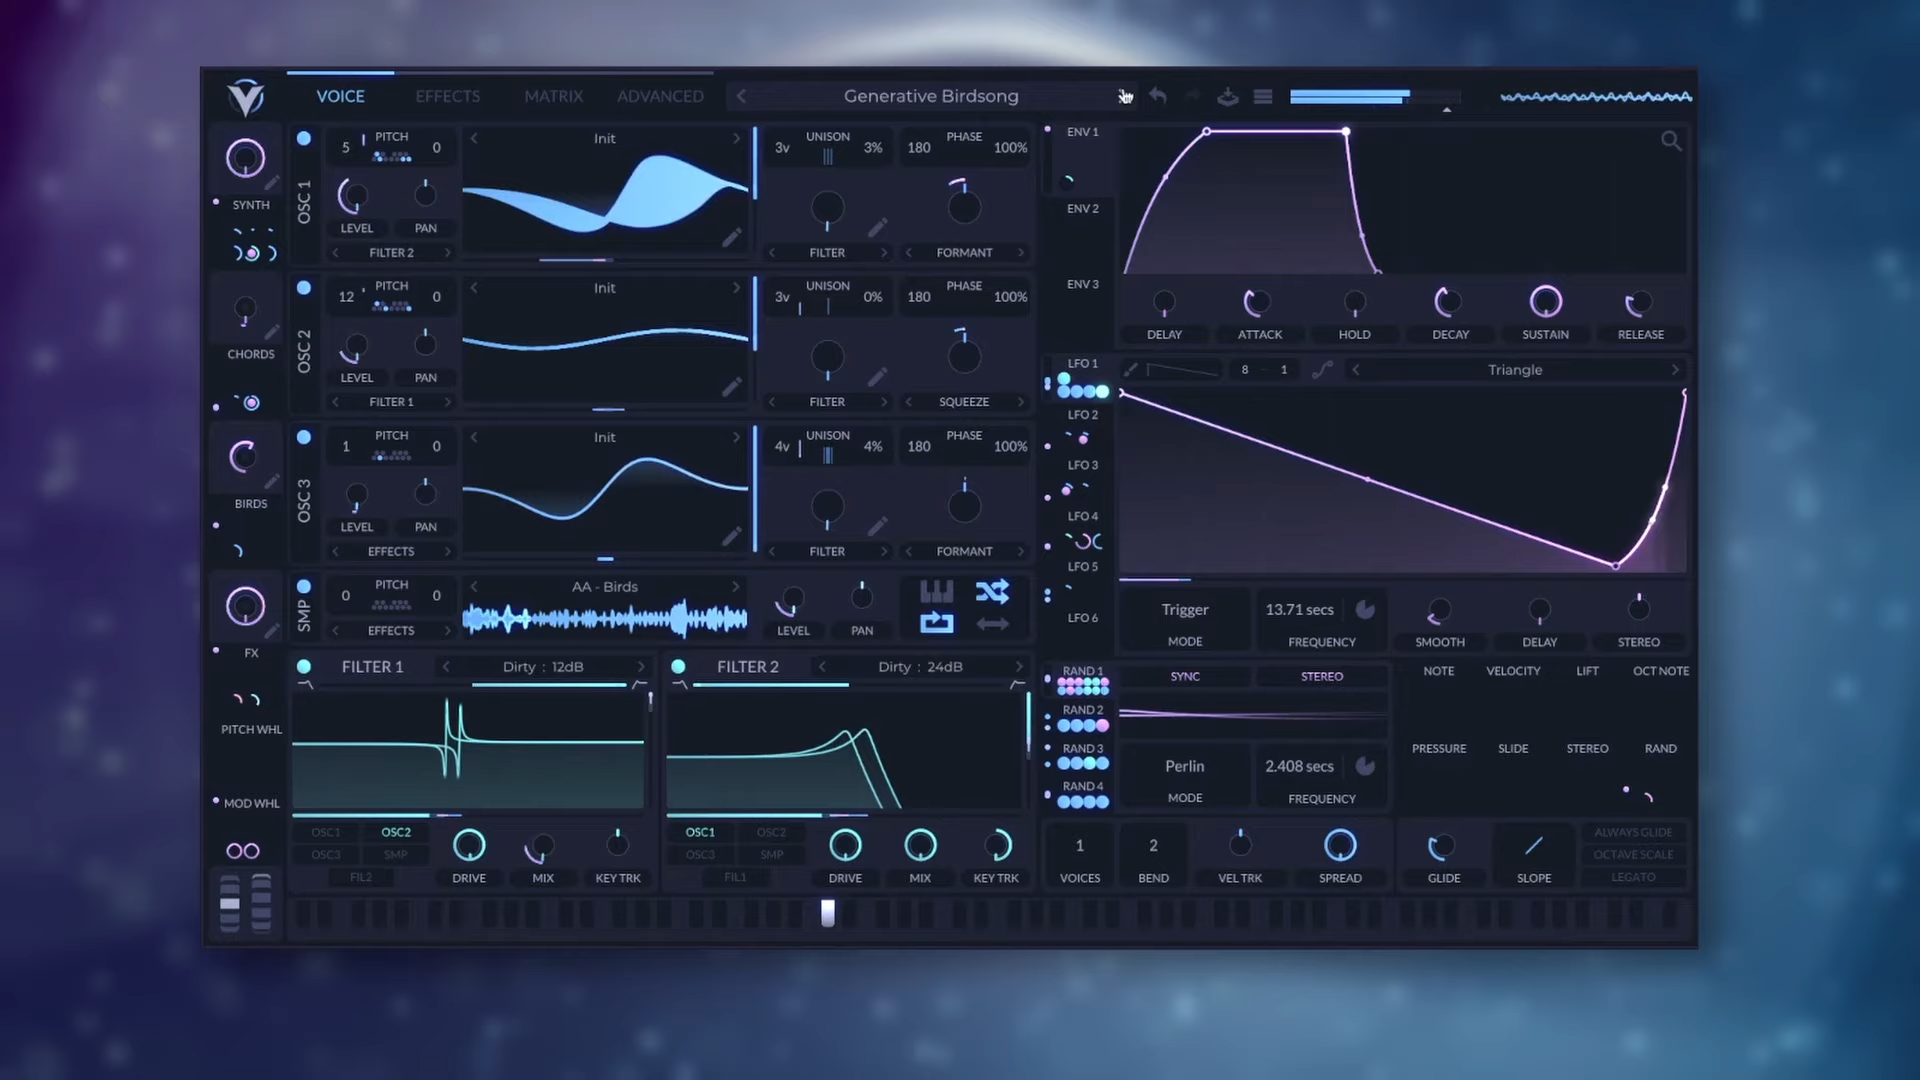 VOICE EFFECTS MATRIX ADVANCED Generative Birdsong
SYNTH
CHORDS
BIRDS
FX
PITCH WHL
MOD WHL
OSC 1
5 PITCH 0
LEVEL PAN
FILTER 2
Init
UNISON
3v 3%
FILTER
PHASE
180 100%
FORMANT
OSC 2
12 PITCH 0
LEVEL PAN
FILTER 1
Init
UNISON
3v 0%
FILTER
PHASE
180 100%
SQUEEZE
OSC 3
1 PITCH 0
LEVEL PAN
EFFECTS
Init
UNISON
4v 4%
FILTER
PHASE
180 100%
FORMANT
SMP
0 PITCH 0
EFFECTS
AA - Birds
LEVEL PAN
FILTER 1 Dirty : 12dB
OSC1 OSC2
OSC3 SMP
FIL2
DRIVE MIX KEY TRK
FILTER 2 Dirty : 24dB
OSC1 OSC2
OSC3 SMP
FIL1
DRIVE MIX KEY TRK
ENV 1
ENV 2
ENV 3
DELAY ATTACK HOLD DECAY SUSTAIN RELEASE
LFO 1
LFO 2
LFO 3
LFO 4
LFO 5
LFO 6
8 - 1 Triangle
Trigger
MODE
13.71 secs
FREQUENCY
SMOOTH DELAY STEREO
RAND 1
RAND 2
RAND 3
RAND 4
SYNC STEREO
Perlin
MODE
2.408 secs
FREQUENCY
NOTE VELOCITY LIFT OCT NOTE
PRESSURE SLIDE STEREO RAND
1
VOICES
2
BEND
VEL TRK SPREAD GLIDE SLOPE
ALWAYS GLIDE
OCTAVE SCALE
LEGATO